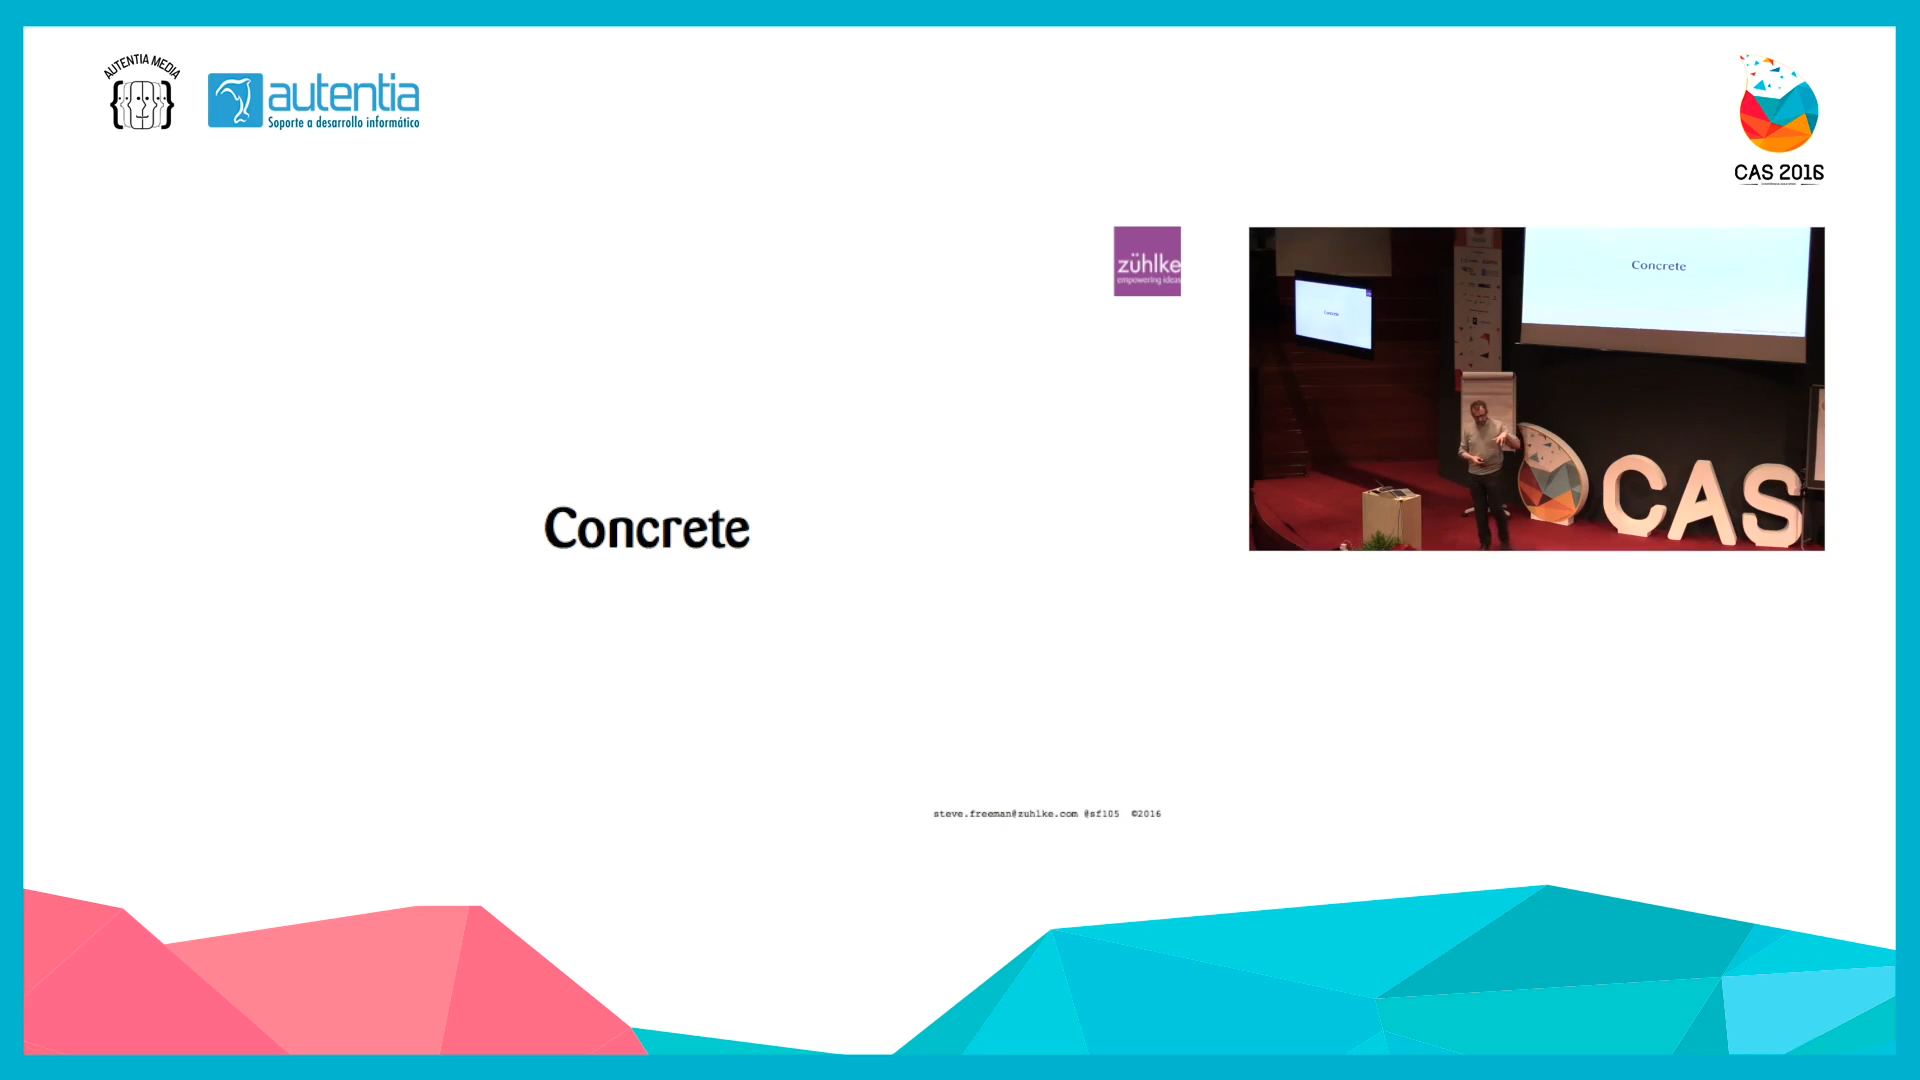 AUTENTIA MEDIA
autentia
Soporte a desarrollo informático
CAS 2016
zühlke
empowering ideas
Concrete
Concrete
Concrete
CAS
steve.freeman@zuhlke.com @sf105 ©2016